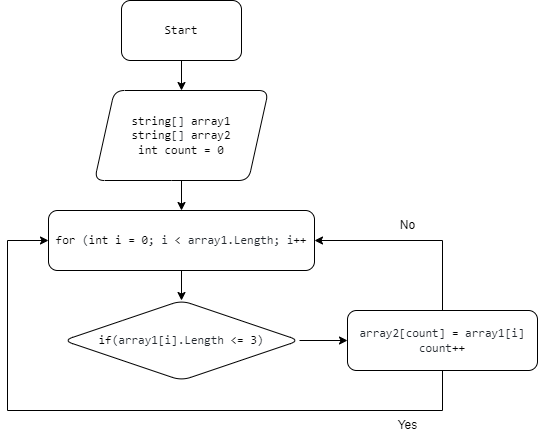 Start
string[] array1
string[] array2
int count = 0
for (int i = 0; i < array1.Length; i++
No
if(array1[i].Length <= 3)
array2[count] = array1[i]
count++
Yes